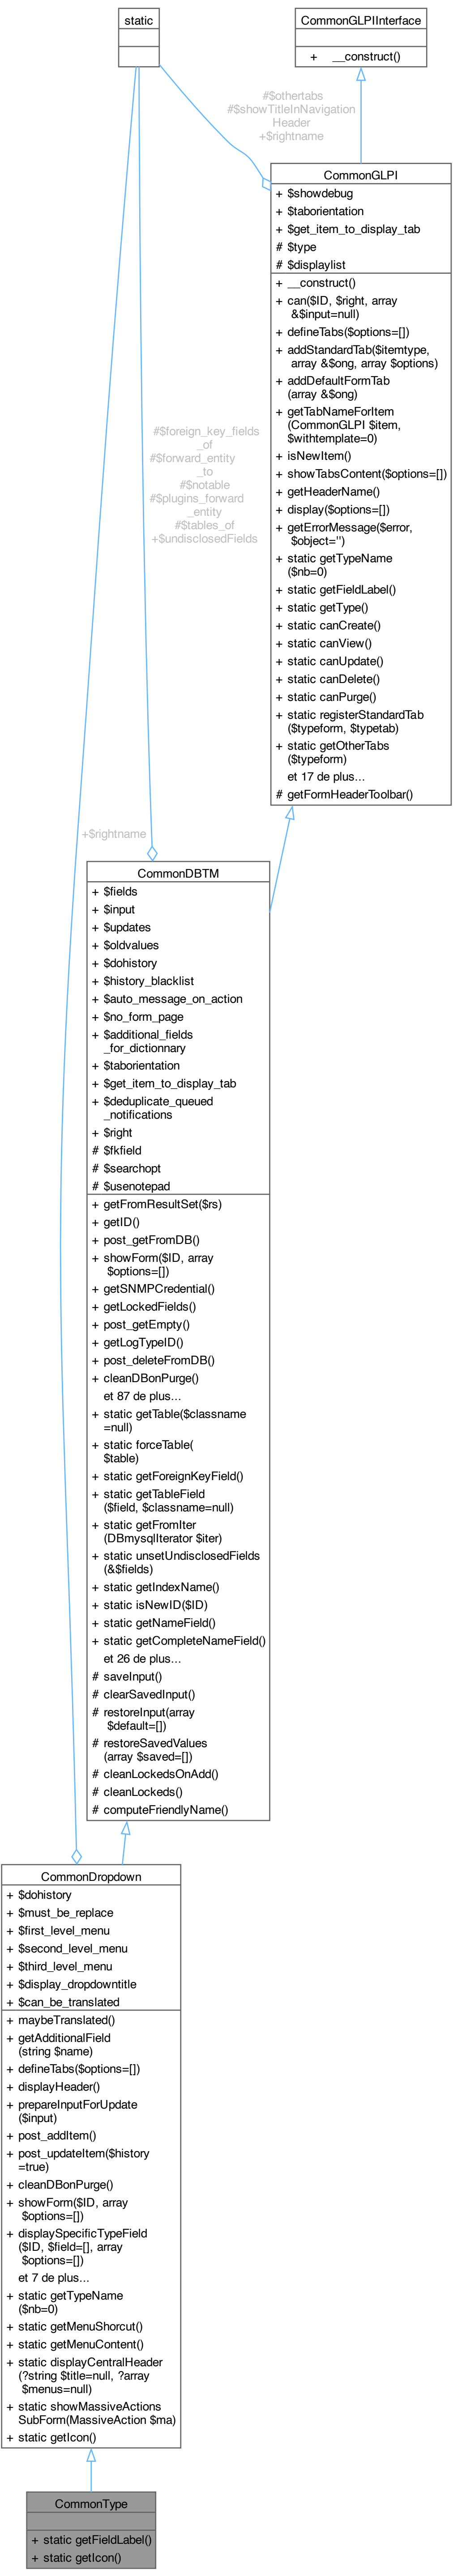 static
CommonGLPIInterface
+ __construct()
#$othertabs
#$showTitleInNavigation
Header
+$rightname
CommonGLPI
+ $showdebug
+ $taborientation
+ $get_item_to_display_tab
# $type
# $displaylist
+ __construct()
+ can($ID, $right, array
&$input=null)
+ defineTabs($options=[])
+ addStandardTab($itemtype,
array &$ong, array $options)
+ addDefaultFormTab
(array &$ong)
+ getTabNameForItem
(CommonGLPI $item,
$withtemplate=0)
+ isNewItem()
+ showTabsContent($options=[])
+ getHeaderName()
+ display($options=[])
+ getErrorMessage($error,
$object='')
+ static getTypeName
($nb=0)
+ static getFieldLabel()
+ static getType()
+ static canCreate()
+ static canView()
+ static canUpdate()
+ static canDelete()
+ static canPurge()
+ static registerStandardTab
($typeform, $typetab)
+ static getOtherTabs
($typeform)
et 17 de plus...
# getFormHeaderToolbar()
#$foreign_key_fields
_of
#$forward_entity
_to
#$notable
#$plugins_forward
_entity
#$tables_of
+$undisclosedFields
+$rightname
CommonDBTM
+ $fields
+ $input
+ $updates
+ $oldvalues
+ $dohistory
+ $history_blacklist
+ $auto_message_on_action
+ $no_form_page
+ $additional_fields
_for_dictionnary
+ $taborientation
+ $get_item_to_display_tab
+ $deduplicate_queued
_notifications
+ $right
# $fkfield
# $searchopt
# $usenotepad
+ getFromResultSet($rs)
+ getID()
+ post_getFromDB()
+ showForm($ID, array
$options=[])
+ getSNMPCredential()
+ getLockedFields()
+ post_getEmpty()
+ getLogTypeID()
+ post_deleteFromDB()
+ cleanDBonPurge()
et 87 de plus...
+ static getTable($classname
=null)
+ static forceTable(
$table)
+ static getForeignKeyField()
+ static getTableField
($field, $classname=null)
+ static getFromIter
(DBmysqlIterator $iter)
+ static unsetUndisclosedFields
(&$fields)
+ static getIndexName()
+ static isNewID($ID)
+ static getNameField()
+ static getCompleteNameField()
et 26 de plus...
# saveInput()
# clearSavedInput()
# restoreInput(array
$default=[])
# restoreSavedValues
(array $saved=[])
# cleanLockedsOnAdd()
# cleanLockeds()
# computeFriendlyName()
CommonDropdown
+ $dohistory
+ $must_be_replace
+ $first_level_menu
+ $second_level_menu
+ $third_level_menu
+ $display_dropdowntitle
+ $can_be_translated
+ maybeTranslated()
+ getAdditionalField
(string $name)
+ defineTabs($options=[])
+ displayHeader()
+ prepareInputForUpdate
($input)
+ post_addItem()
+ post_updateItem($history
=true)
+ cleanDBonPurge()
+ showForm($ID, array
$options=[])
+ displaySpecificTypeField
($ID, $field=[], array
$options=[])
et 7 de plus...
+ static getTypeName
($nb=0)
+ static getMenuShorcut()
+ static getMenuContent()
+ static displayCentralHeader
(?string $title=null, ?array
$menus=null)
+ static showMassiveActions
SubForm(MassiveAction $ma)
+ static getIcon()
CommonType
+ static getFieldLabel()
+ static getIcon()